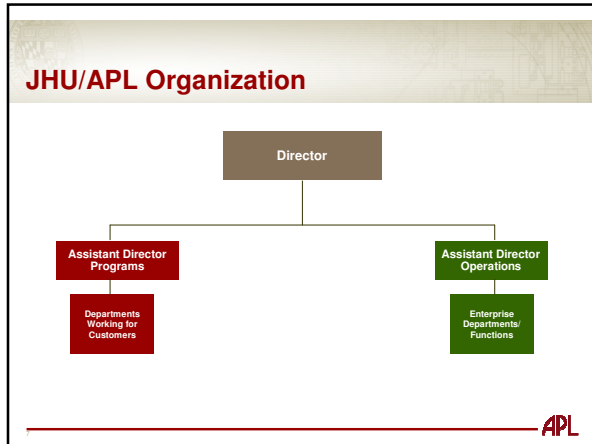 JHU/APL Organization
Director
Assistant Director
Programs
Assistant Director
Operations
Departments
Working for
Customers
Enterprise
Departments/
Functions
APL